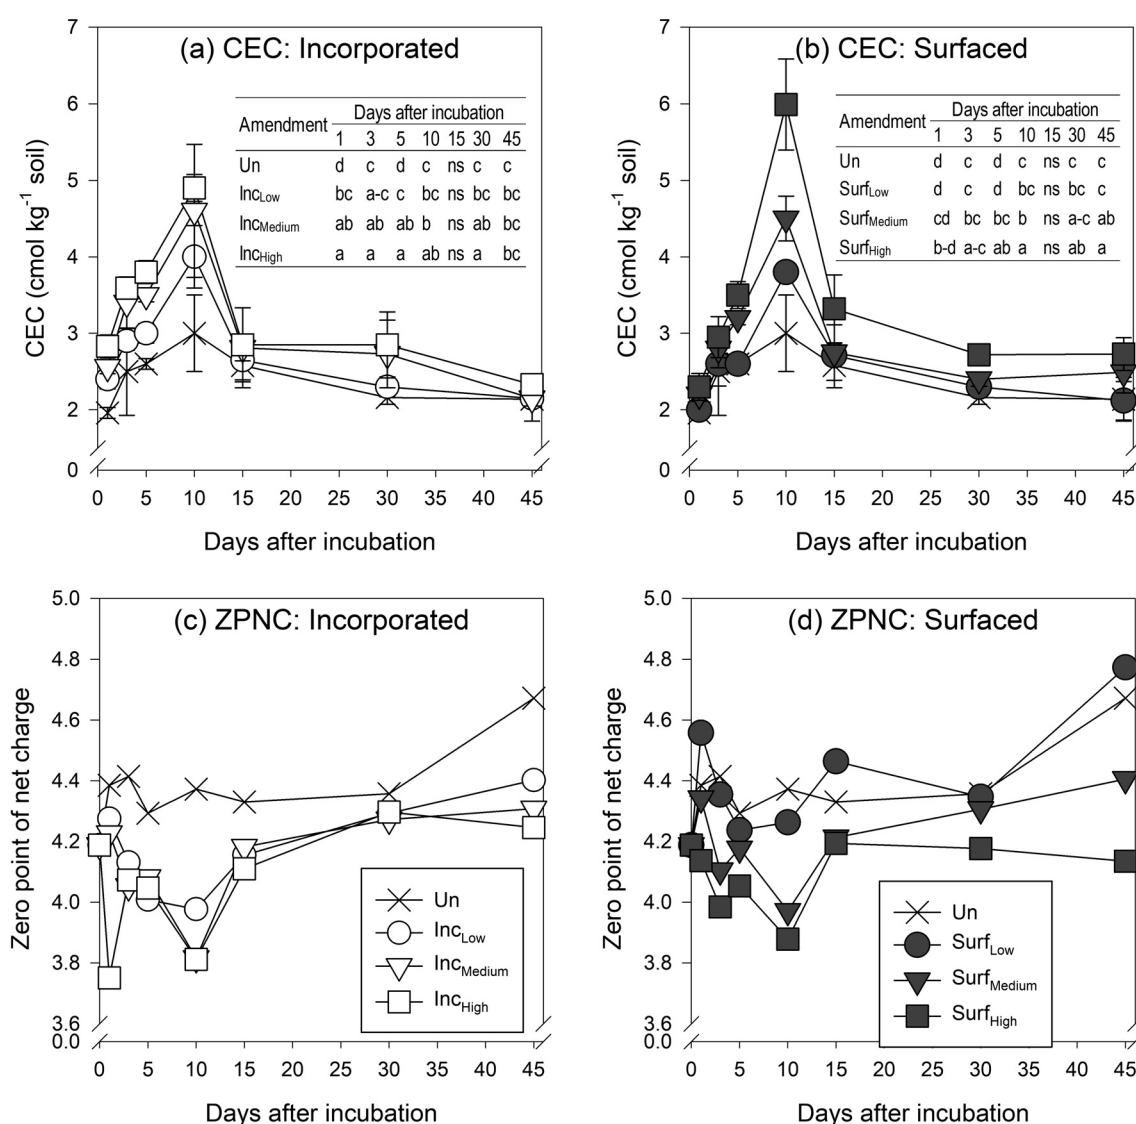 (a) CEC: Incorporated
CEC (cmol kg⁻¹ soil)
7
6
5
4
3
2
0
Amendment
Days after incubation
1 3 5 10 15 30 45
Un d c d c ns c c
IncLow bc a-c c bc ns bc bc
IncMedium ab ab ab b ns ab bc
IncHigh a a a ab ns a bc
0 5 10 15 20 25 30 35 40 45
Days after incubation
(b) CEC: Surfaced
CEC (cmol kg⁻¹ soil)
7
6
5
4
3
2
0
Amendment
Days after incubation
1 3 5 10 15 30 45
Un d c d c ns c c
SurfLow d c d bc ns bc c
SurfMedium cd bc bc b ns a-c ab
SurfHigh b-d a-c ab a ns ab a
0 5 10 15 20 25 30 35 40 45
Days after incubation
(c) ZPNC: Incorporated
Zero point of net charge
5.0
4.8
4.6
4.4
4.2
4.0
3.8
3.6
0.0
Un
IncLow
IncMedium
IncHigh
0 5 10 15 20 25 30 35 40 45
Days after incubation
(d) ZPNC: Surfaced
Zero point of net charge
5.0
4.8
4.6
4.4
4.2
4.0
3.8
3.6
0.0
Un
SurfLow
SurfMedium
SurfHigh
0 5 10 15 20 25 30 35 40 45
Days after incubation